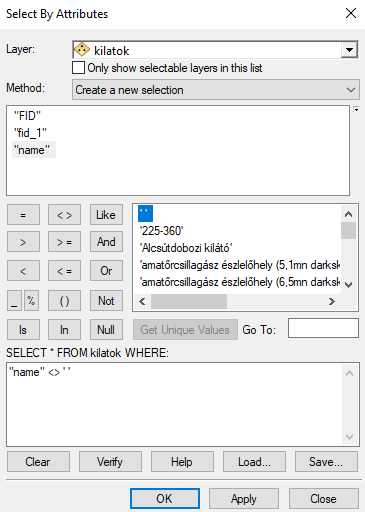 Select By Attributes
Layer: kilatok
Only show selectable layers in this list
Method: Create a new selection
"FID"
"fid_1"
"name"
= < > Like
> > = And
< < = Or
_ % ( ) Not
Is In Null
' '
'225-360'
'Alcsútdobozi kilátó'
'amatőrcsillagász észlelőhely (5,1mn darksk
'amatőrcsillagász észlelőhely (6,5mn darksk
Get Unique Values Go To:
SELECT * FROM kilatok WHERE:
"name" <> ' '
Clear Verify Help Load... Save...
OK Apply Close